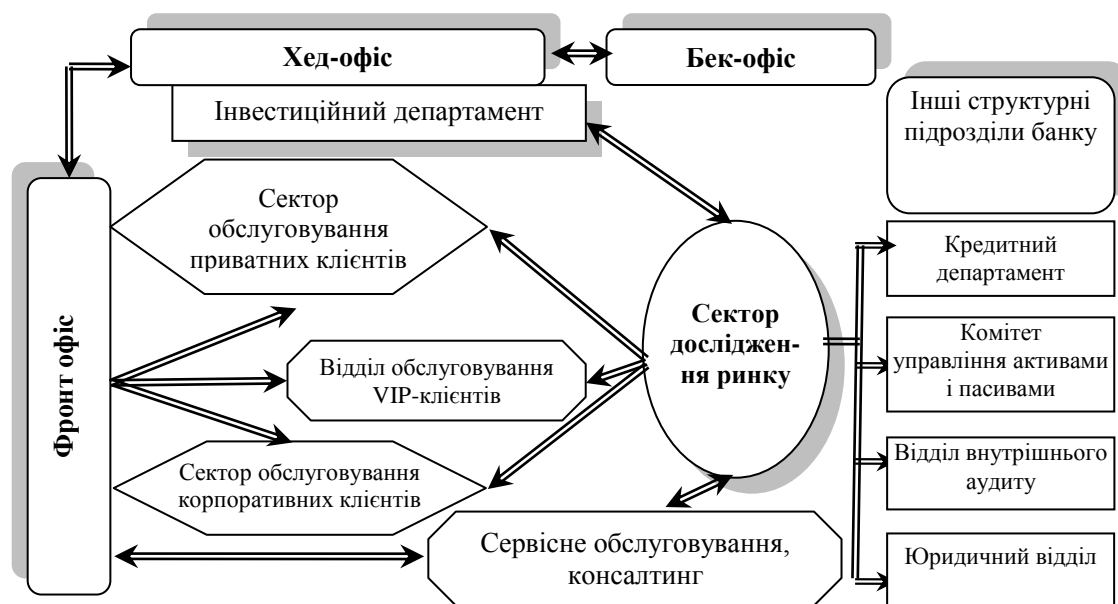 Хед-офіс
Бек-офіс
Інвестиційний департамент
Інші структурні
підрозділи банку
Фронт офіс
Сектор
обслуговування
приватних клієнтів
Відділ обслуговування
VIP-клієнтів
Сектор обслуговування
корпоративних клієнтів
Сектор
досліджен-
ня ринку
Сервісне обслуговування,
консалтинг
Кредитний
департамент
Комітет
управління активами
і пасивами
Відділ внутрішнього
аудиту
Юридичний відділ